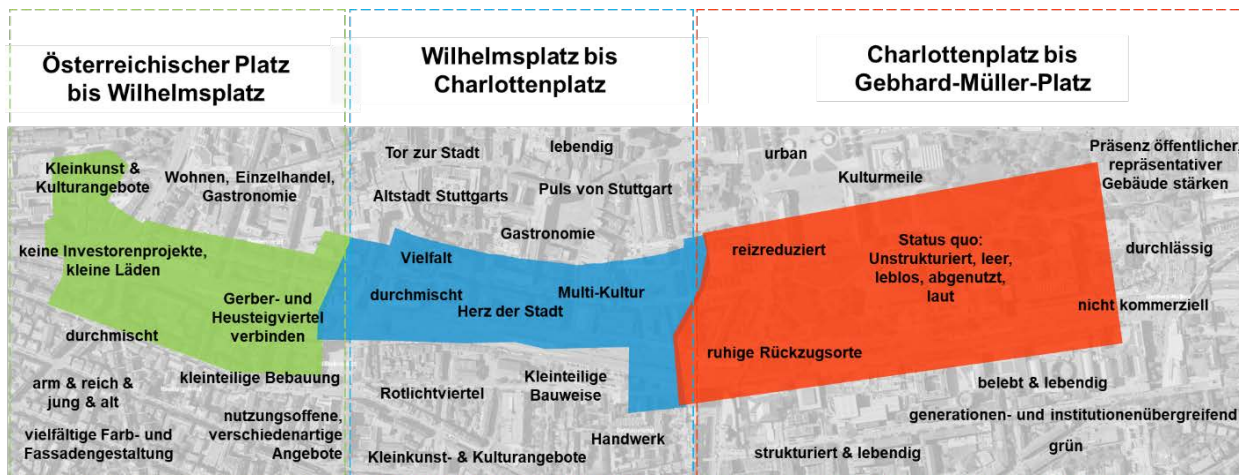 Österreichischer Platz
bis Wilhelmsplatz
Kleinkunst &
Kulturangebote
Wohnen, Einzelhandel,
Gastronomie
keine Investorenprojekte,
kleine Läden
Gerber- und
Heusteigviertel
verbinden
durchmischt
kleinteilige Bebauung
arm & reich &
jung & alt
nutzungsoffene,
verschiedenartige
Angebote
vielfältige Farb- und
Fassadengestaltung
Wilhelmsplatz bis
Charlottenplatz
Tor zur Stadt
lebendig
Altstadt Stuttgarts
Puls von Stuttgart
Gastronomie
Vielfalt
durchmischt
Multi-Kultur
Herz der Stadt
Rotlichtviertel
Kleinteilige
Bauweise
Handwerk
Kleinkunst- & Kulturangebote
Charlottenplatz bis
Gebhard-Müller-Platz
urban
Kulturmeile
Präsenz öffentlicher,
repräsentativer
Gebäude stärken
reizreduziert
Status quo:
Unstrukturiert, leer,
leblos, abgenutzt,
laut
durchlässig
nicht kommerziell
ruhige Rückzugsorte
belebt & lebendig
generationen- und institutionenübergreifend
strukturiert & lebendig
grün